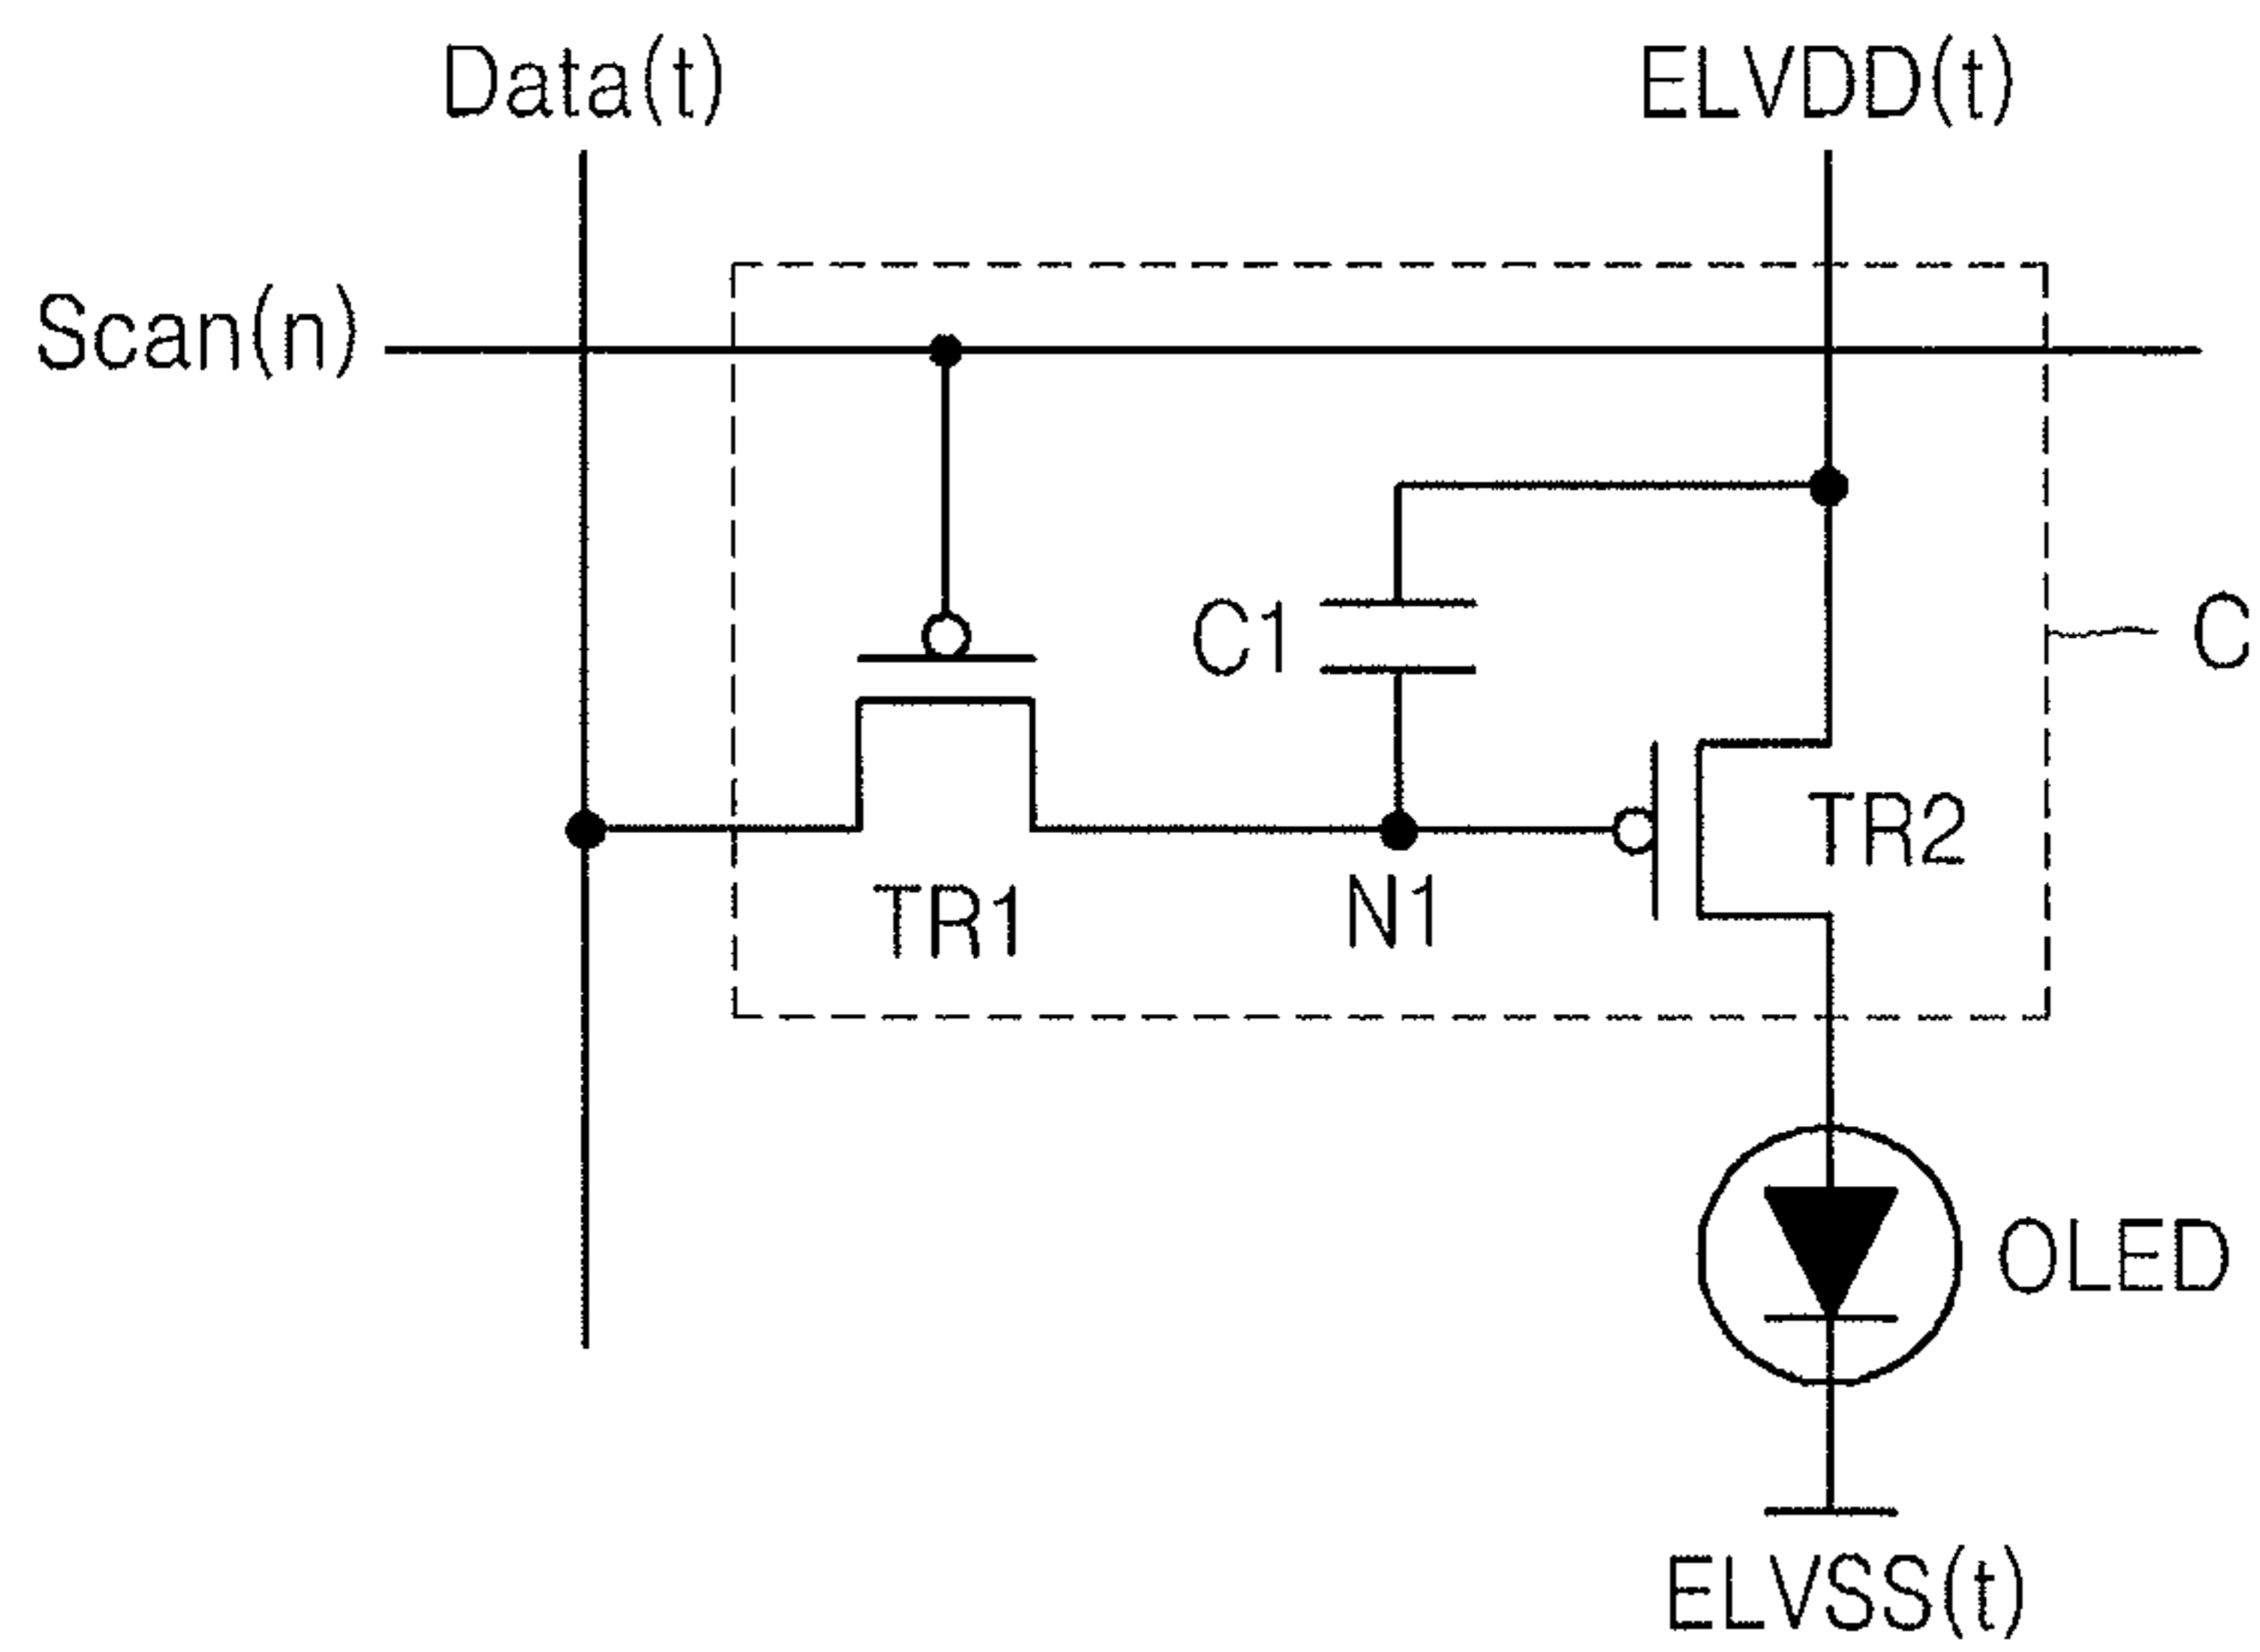 Data(t)
ELVDD(t)
Scan(n)
C1
C
TR2
TR1
N1
OLED
ELVSS(t)